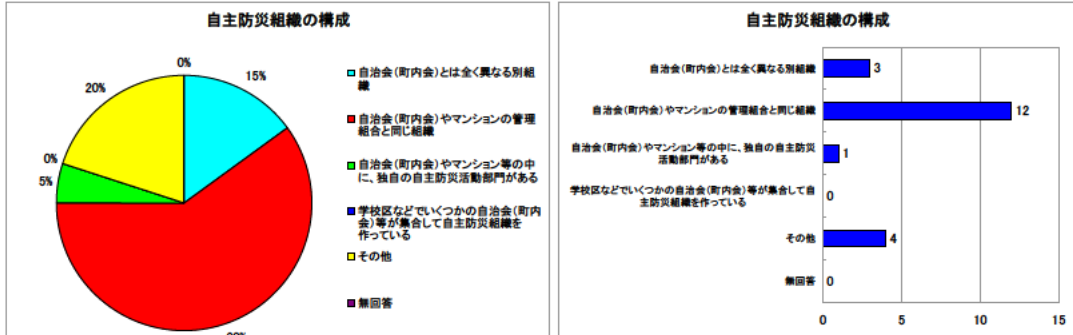 自主防災組織の構成
0%
15%
20%
0%
5%
自治会(町内会)とは全く異なる別組
織
自治会(町内会)やマンションの管理
組合と同じ組織
自治会(町内会)やマンション等の中
に、独自の自主防災活動部門がある
学校区などでいくつかの自治会(町内
会)等が集合して自主防災組織を
作っている
その他
無回答
自主防災組織の構成
自治会(町内会)とは全く異なる別組織
3
自治会(町内会)やマンションの管理組合と同じ組織
12
自治会(町内会)やマンション等の中に、独自の自主防災
活動部門がある
1
学校区などでいくつかの自治会(町内会)等が集合して自
主防災組織を作っている
0
その他
4
無回答
0
0 5 10 15